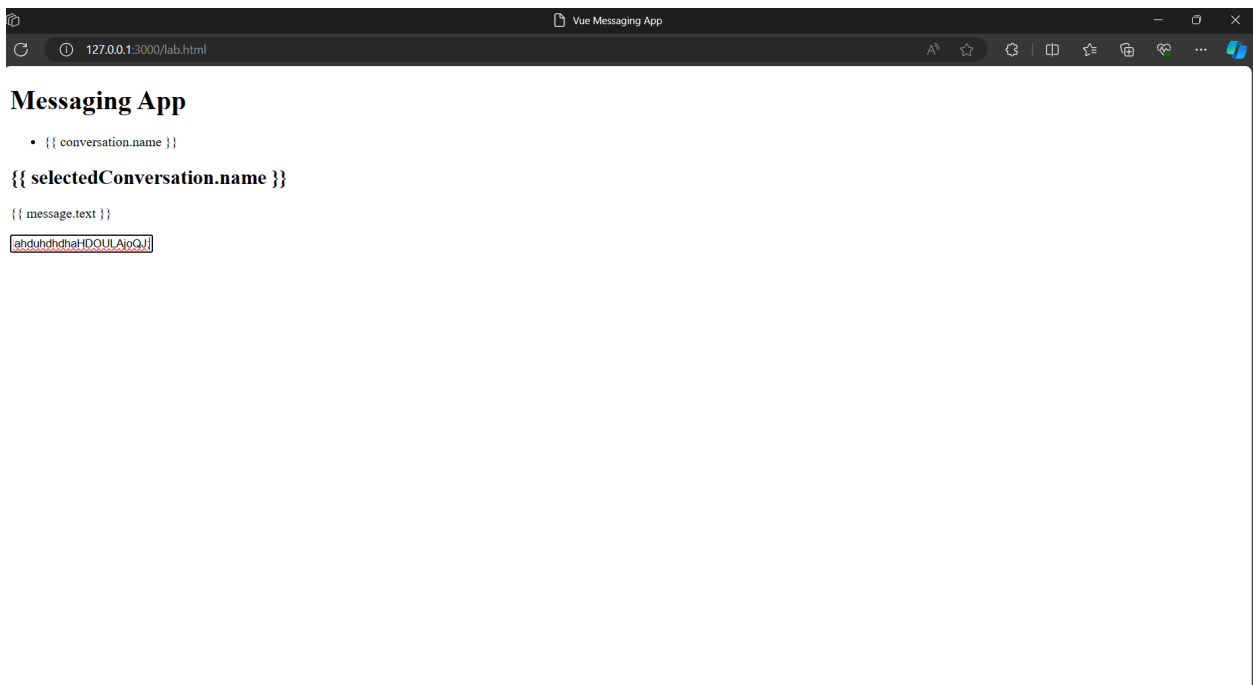 Vue Messaging App
127.0.0.1:3000/lab.html
Messaging App
{{ conversation.name }}
{{ selectedConversation.name }}
{{ message.text }}
ahduhdhdhaHDOULAjoQJ;